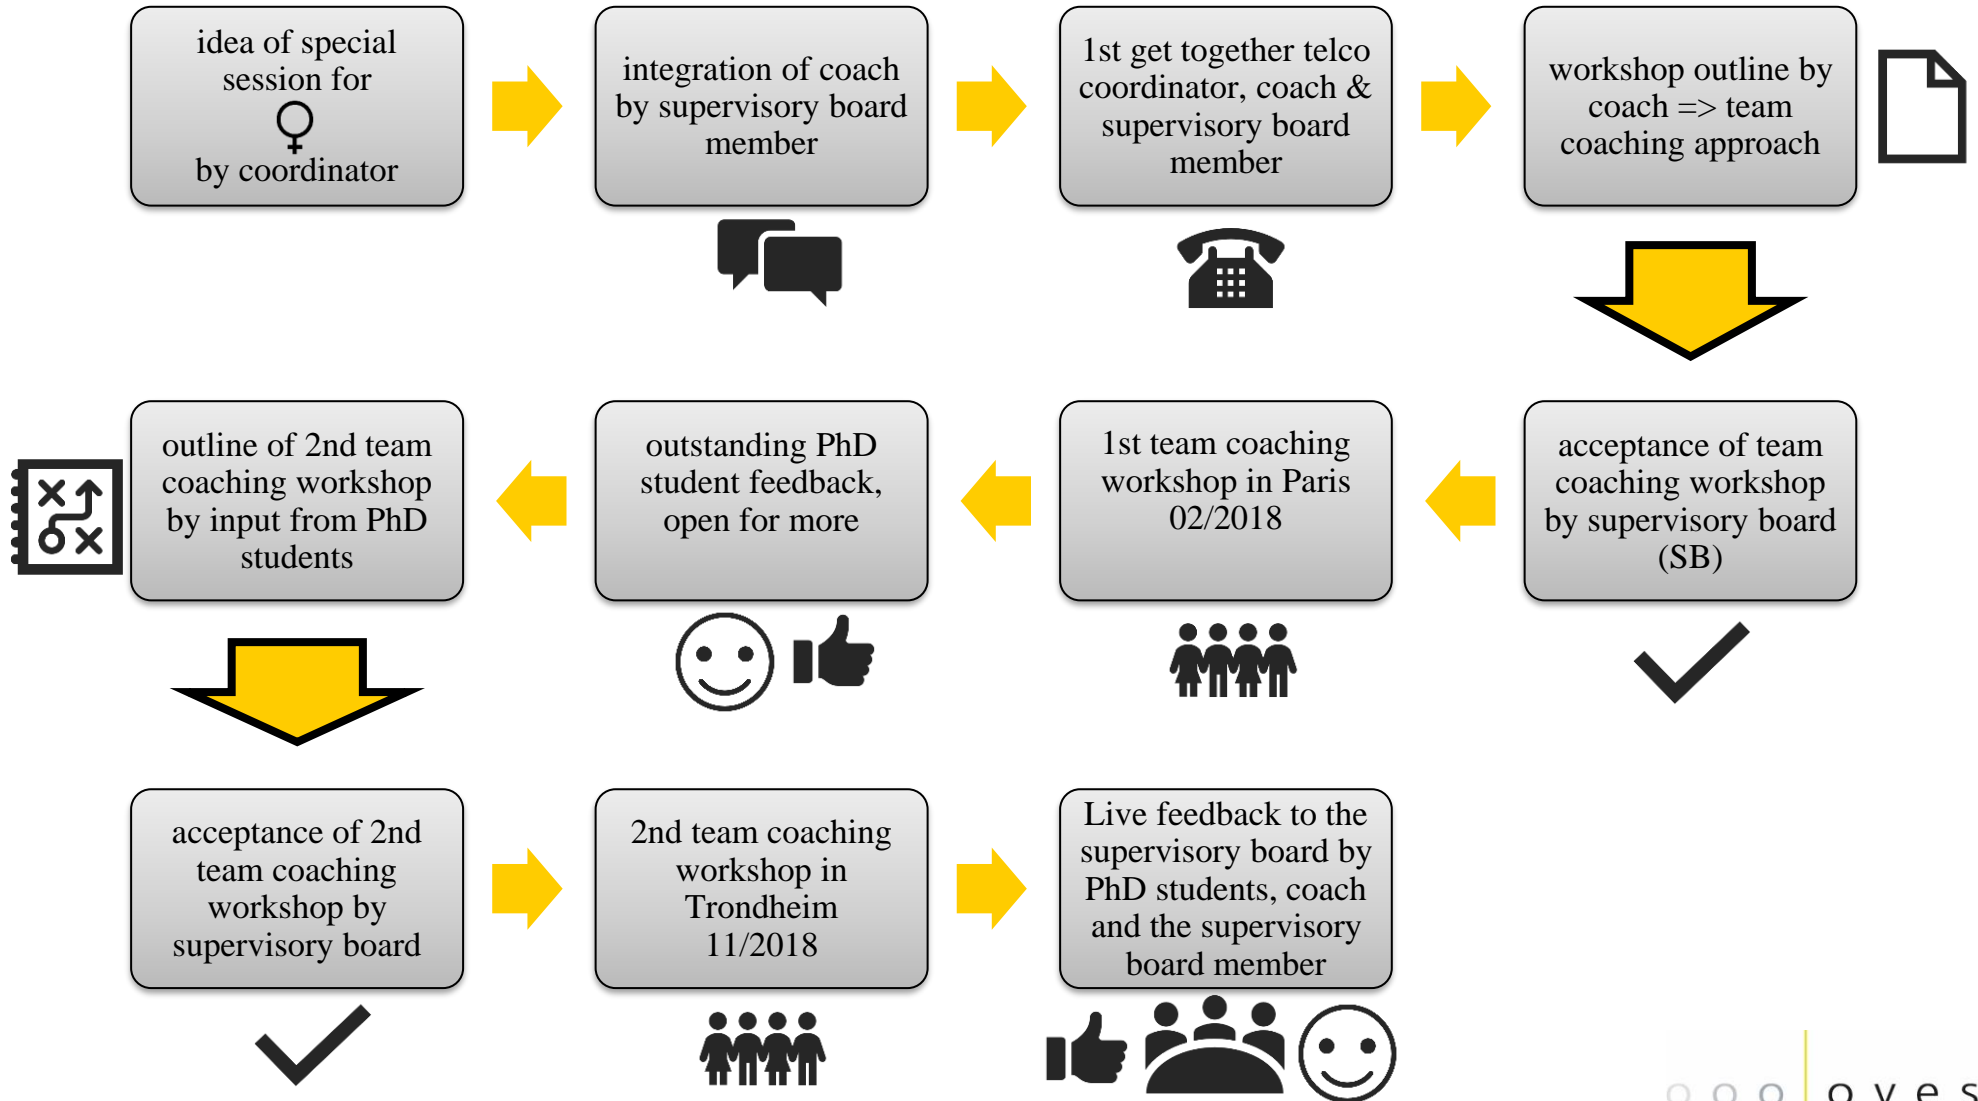 idea of special
session for
by coordinator
integration of coach
by supervisory board
member
1st get together telco
coordinator, coach &
supervisory board
member
workshop outline by
coach => team
coaching approach
acceptance of team
coaching workshop
by supervisory board
(SB)
1st team coaching
workshop in Paris
02/2018
outstanding PhD
student feedback,
open for more
outline of 2nd team
coaching workshop
by input from PhD
students
acceptance of 2nd
team coaching
workshop by
supervisory board
2nd team coaching
workshop in
Trondheim
11/2018
Live feedback to the
supervisory board by
PhD students, coach
and the supervisory
board member